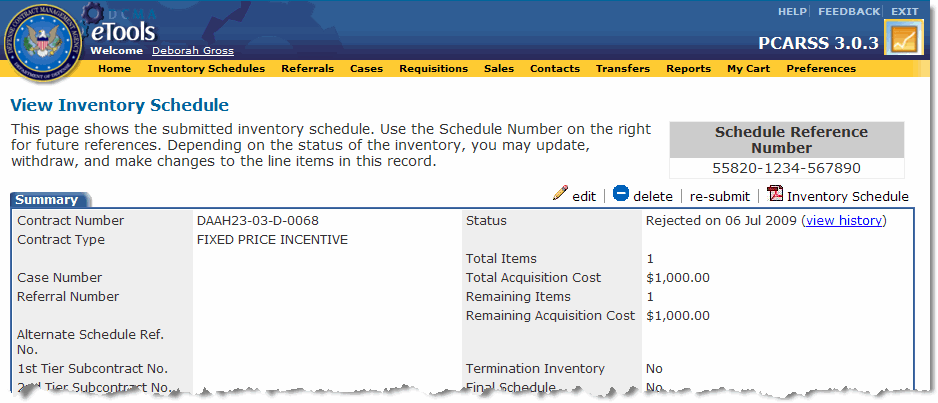 HELP | FEEDBACK | EXIT
DCMA
eTools
Welcome Deborah Gross
PCARSS 3.0.3
Home Inventory Schedules Referrals Cases Requisitions Sales Contacts Transfers Reports My Cart Preferences
View Inventory Schedule
This page shows the submitted inventory schedule. Use the Schedule Number on the right
for future references. Depending on the status of the inventory, you may update,
withdraw, and make changes to the line items in this record.
Schedule Reference
Number
55820-1234-567890
Summary
edit | delete | re-submit | Inventory Schedule
Contract Number DAAH23-03-D-0068 Status Rejected on 06 Jul 2009 (view history)
Contract Type FIXED PRICE INCENTIVE
Total Items 1
Case Number Total Acquisition Cost $1,000.00
Referral Number Remaining Items 1
Remaining Acquisition Cost $1,000.00
Alternate Schedule Ref.
No.
1st Tier Subcontract No. Termination Inventory No
2nd Tier Subcontract No. Final Schedule No